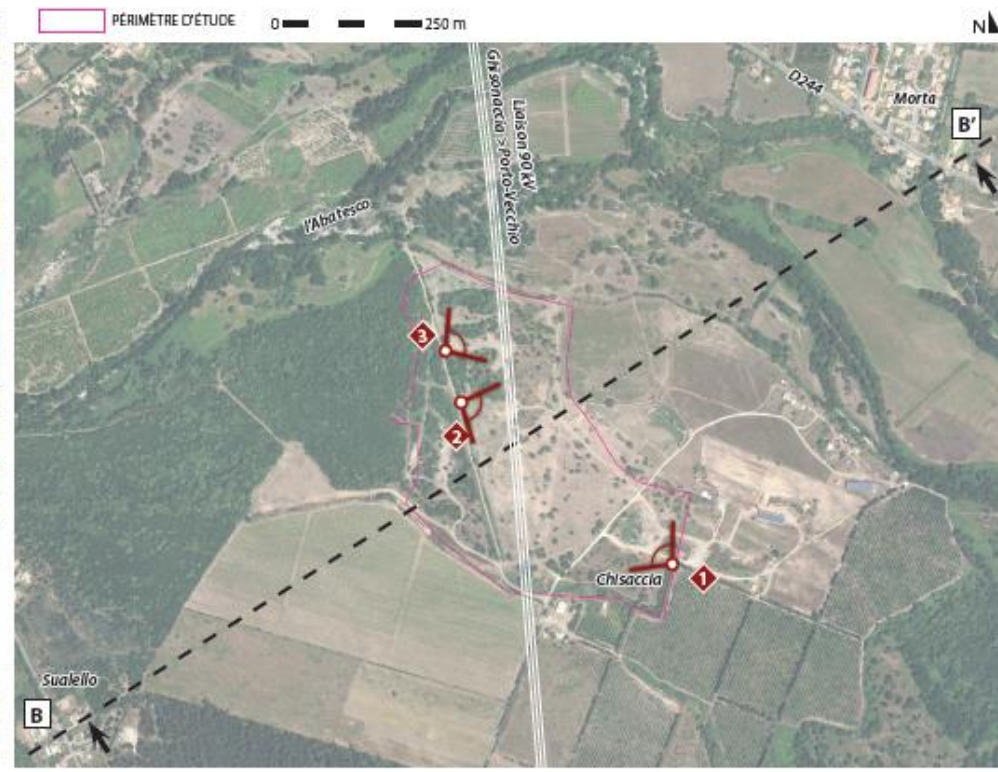 PÉRIMÈTRE D'ÉTUDE
0
250 m
N
Liaison 90 kV
Ghisonaccia > Porto-Vecchio
D244
Morta
B'
l'Abatesco
3
2
1
Chisaccia
Sualello
B